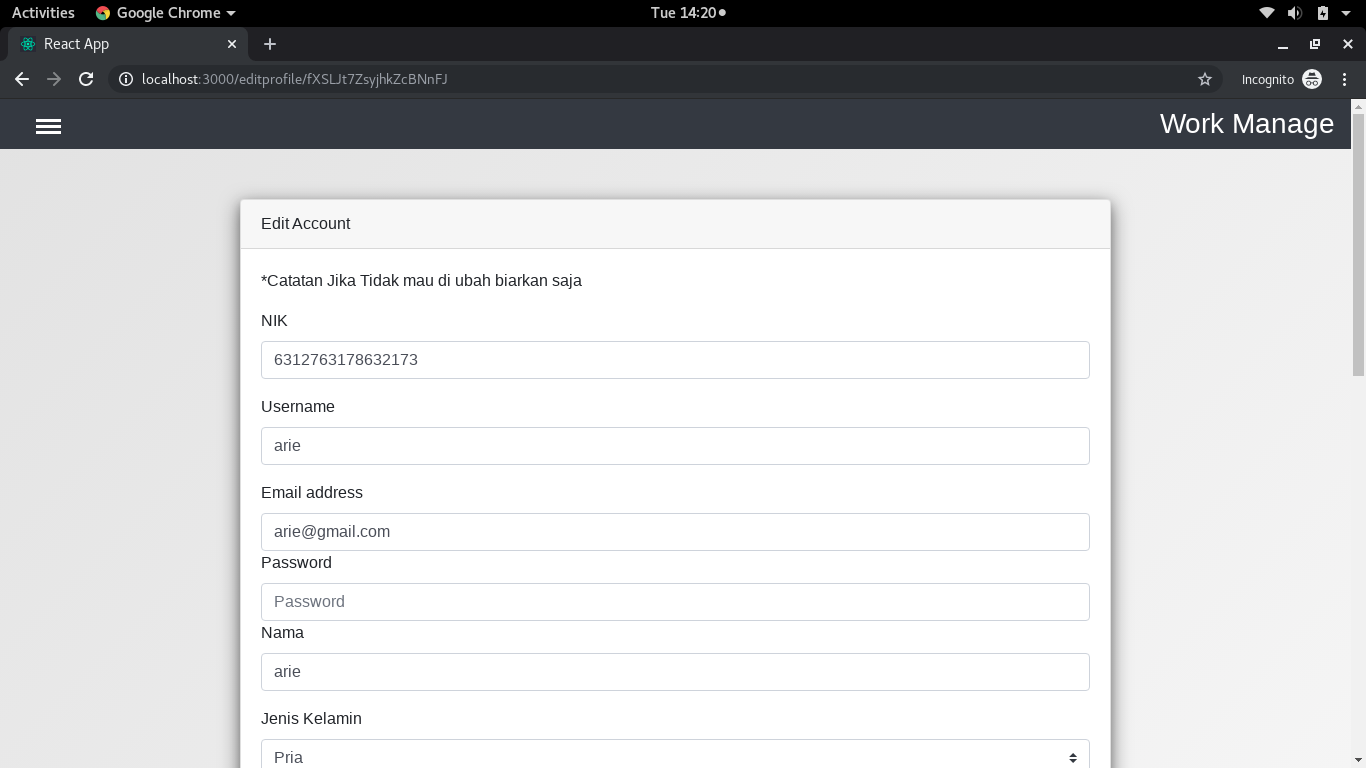 Activities Google Chrome Tue 14:20
React App
localhost:3000/editprofile/fXSLJt7ZsyjhkZcBNnFJ Incognito
Work Manage
Edit Account
*Catatan Jika Tidak mau di ubah biarkan saja
NIK
6312763178632173
Username
arie
Email address
arie@gmail.com
Password
Password
Nama
arie
Jenis Kelamin
Pria